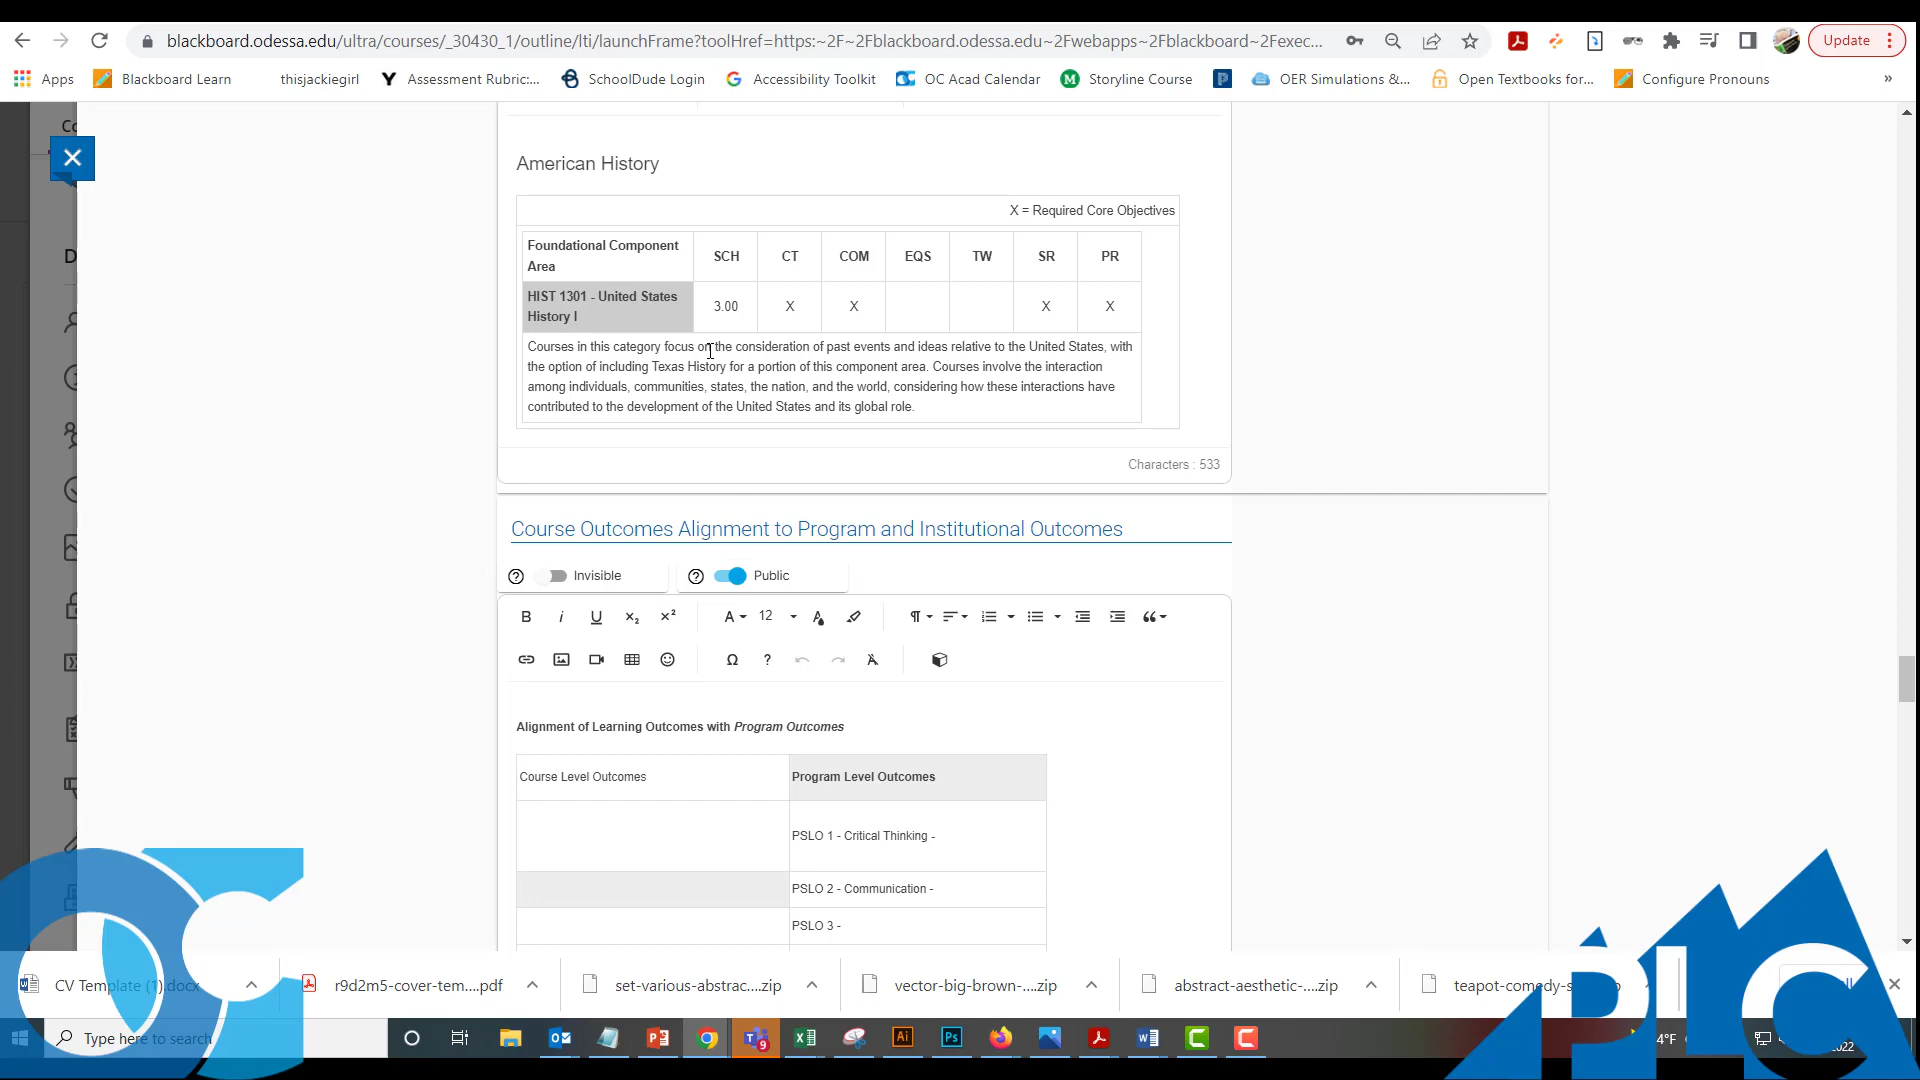 blackboard.odessa.edu/ultra/courses/_30430_1/outline/lti/launchFrame?toolHref=https:~2F~2Fblackboard.odessa.edu~2Fwebapps~2Fblackboard~2Fexec...
Update
Apps
Blackboard Learn
thisjackiegirl
Assessment Rubric:...
SchoolDude Login
Accessibility Toolkit
OC Acad Calendar
Storyline Course
OER Simulations &...
Open Textbooks for...
Configure Pronouns
»
Co
American History
X = Required Core Objectives
Foundational Component Area
SCH
CT
COM
EQS
TW
SR
PR
HIST 1301 - United States History I
3.00
X
X
X
X
Courses in this category focus on the consideration of past events and ideas relative to the United States, with
the option of including Texas History for a portion of this component area. Courses involve the interaction
among individuals, communities, states, the nation, and the world, considering how these interactions have
contributed to the development of the United States and its global role.
Characters : 533
Course Outcomes Alignment to Program and Institutional Outcomes
Invisible
Public
12
Alignment of Learning Outcomes with Program Outcomes
Course Level Outcomes
Program Level Outcomes
PSLO 1 - Critical Thinking -
PSLO 2 - Communication -
PSLO 3 -
CV Template (1).docx
r9d2m5-cover-tem....pdf
set-various-abstrac....zip
vector-big-brown-....zip
abstract-aesthetic-....zip
teapot-comedy-s
Type here to search
9
4°F
2022
OC
PLC